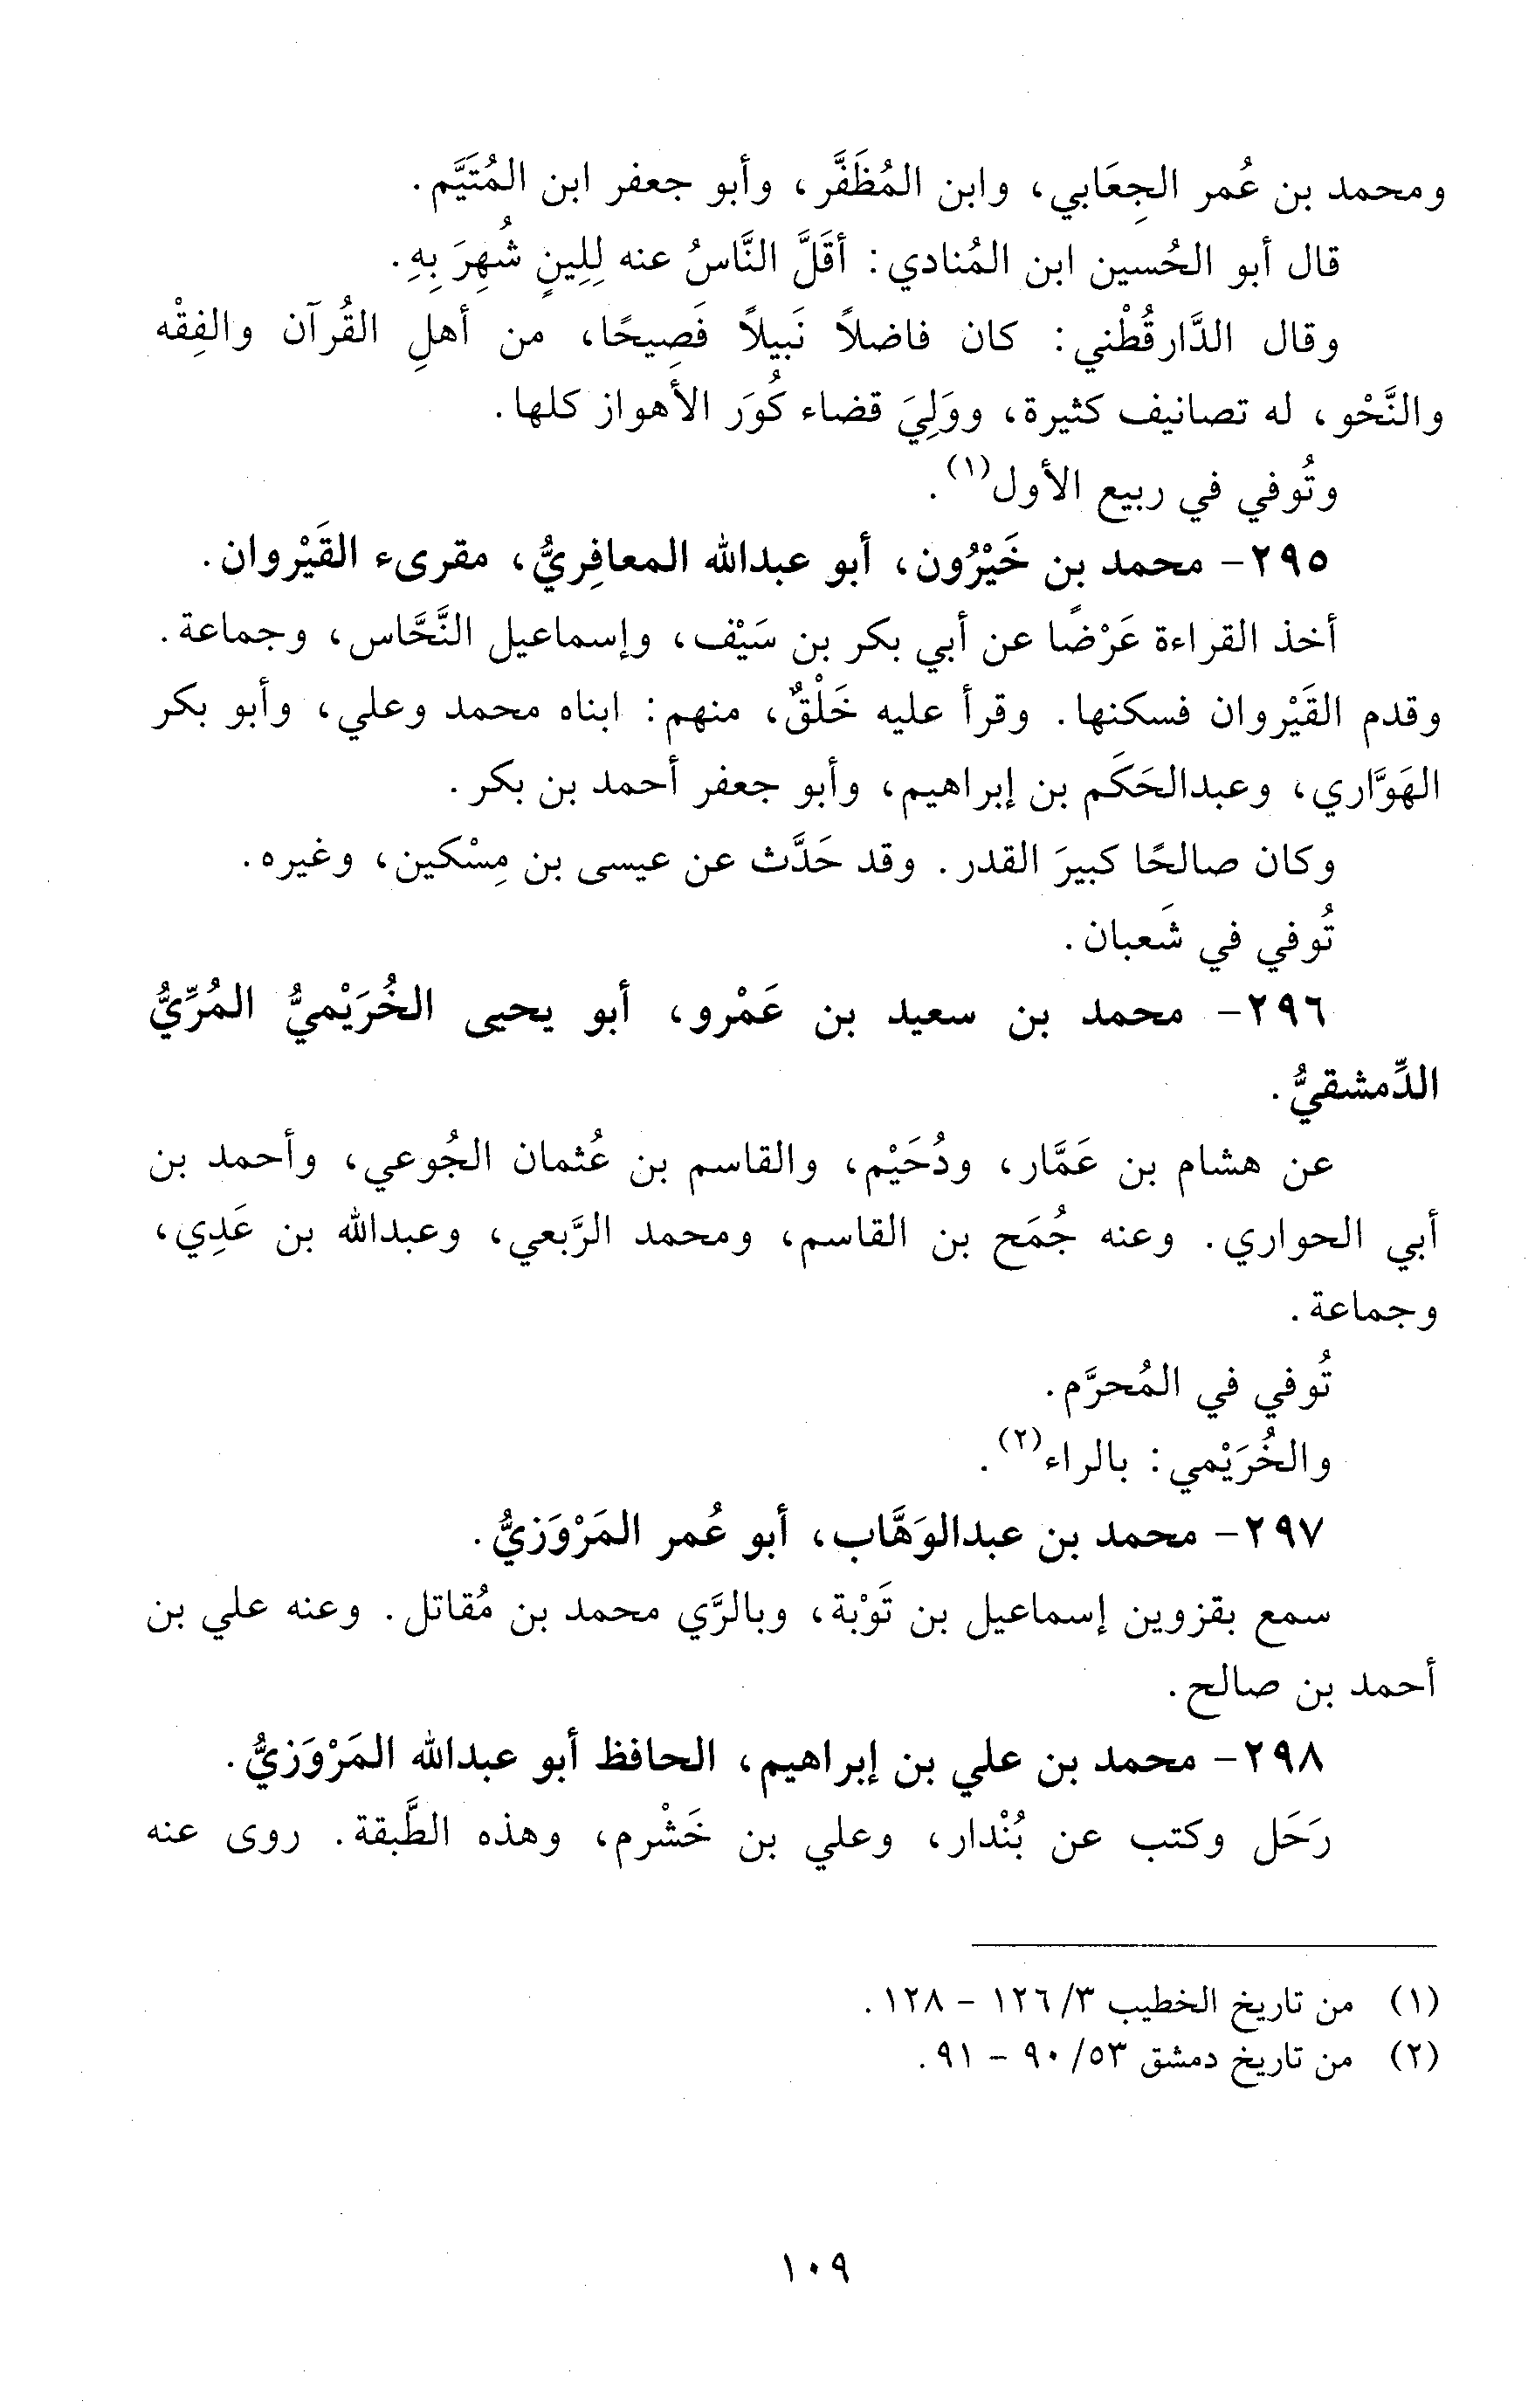 ومحمد بن عُمر الجِعَابي، وابن المُظَفَّر، وأبو جعفر ابن المُتَيَّم.
قال أبو الحُسين ابن المُنادي: أقَلَّ النَّاسُ عنه لِلِينٍ شُهِرَ بِهِ.
وقال الدَّارقُطْني: كان فاضلاً نَبيلاً فَصِيحًا، من أهلِ القُرآن والفِقْه
والنَّحْو، له تصانيف كثيرة، ووَلِيَ قضاء كُوَر الأهواز كلها.
وتُوفي في ربيع الأول(١).
٢٩٥- محمد بن خَيْرُون، أبو عبدالله المعافِريُّ، مقرىء القَيْروان.
أخذ القراءة عَرْضًا عن أبي بكر بن سَيْف، وإسماعيل النَّحَّاس، وجماعة.
وقدم القَيْروان فسكنها. وقرأ عليه خَلْقٌ، منهم: ابناه محمد وعلي، وأبو بكر
الهَوَّاري، وعبدالحَكَم بن إبراهيم، وأبو جعفر أحمد بن بكر.
وكان صالحًا كبيرَ القدر. وقد حَدَّث عن عيسى بن مِسْكين، وغيره.
تُوفي في شَعبان.
٢٩٦- محمد بن سعيد بن عَمْرو، أبو يحيى الخُرَيْميُّ المُرِّيُّ
الدِّمشقيُّ.
عن هشام بن عَمَّار، ودُحَيْم، والقاسم بن عُثمان الجُوعي، وأحمد بن
أبي الحواري. وعنه جُمَح بن القاسم، ومحمد الرَّبعي، وعبدالله بن عَدِي،
وجماعة.
تُوفي في المُحرَّم.
والخُرَيْمي: بالراء(٢).
٢٩٧- محمد بن عبدالوَهَّاب، أبو عُمر المَرْوَزيُّ.
سمع بقزوين إسماعيل بن تَوْبة، وبالرَّي محمد بن مُقاتل. وعنه علي بن
أحمد بن صالح.
٢٩٨- محمد بن علي بن إبراهيم، الحافظ أبو عبدالله المَرْوَزيُّ.
رَحَل وكتب عن بُنْدار، وعلي بن خَشْرم، وهذه الطَّبقة. روى عنه
(١) من تاريخ الخطيب ٣/ ١٢٦ - ١٢٨.
(٢) من تاريخ دمشق ٥٣/ ٩٠ - ٩١.
١٠٩